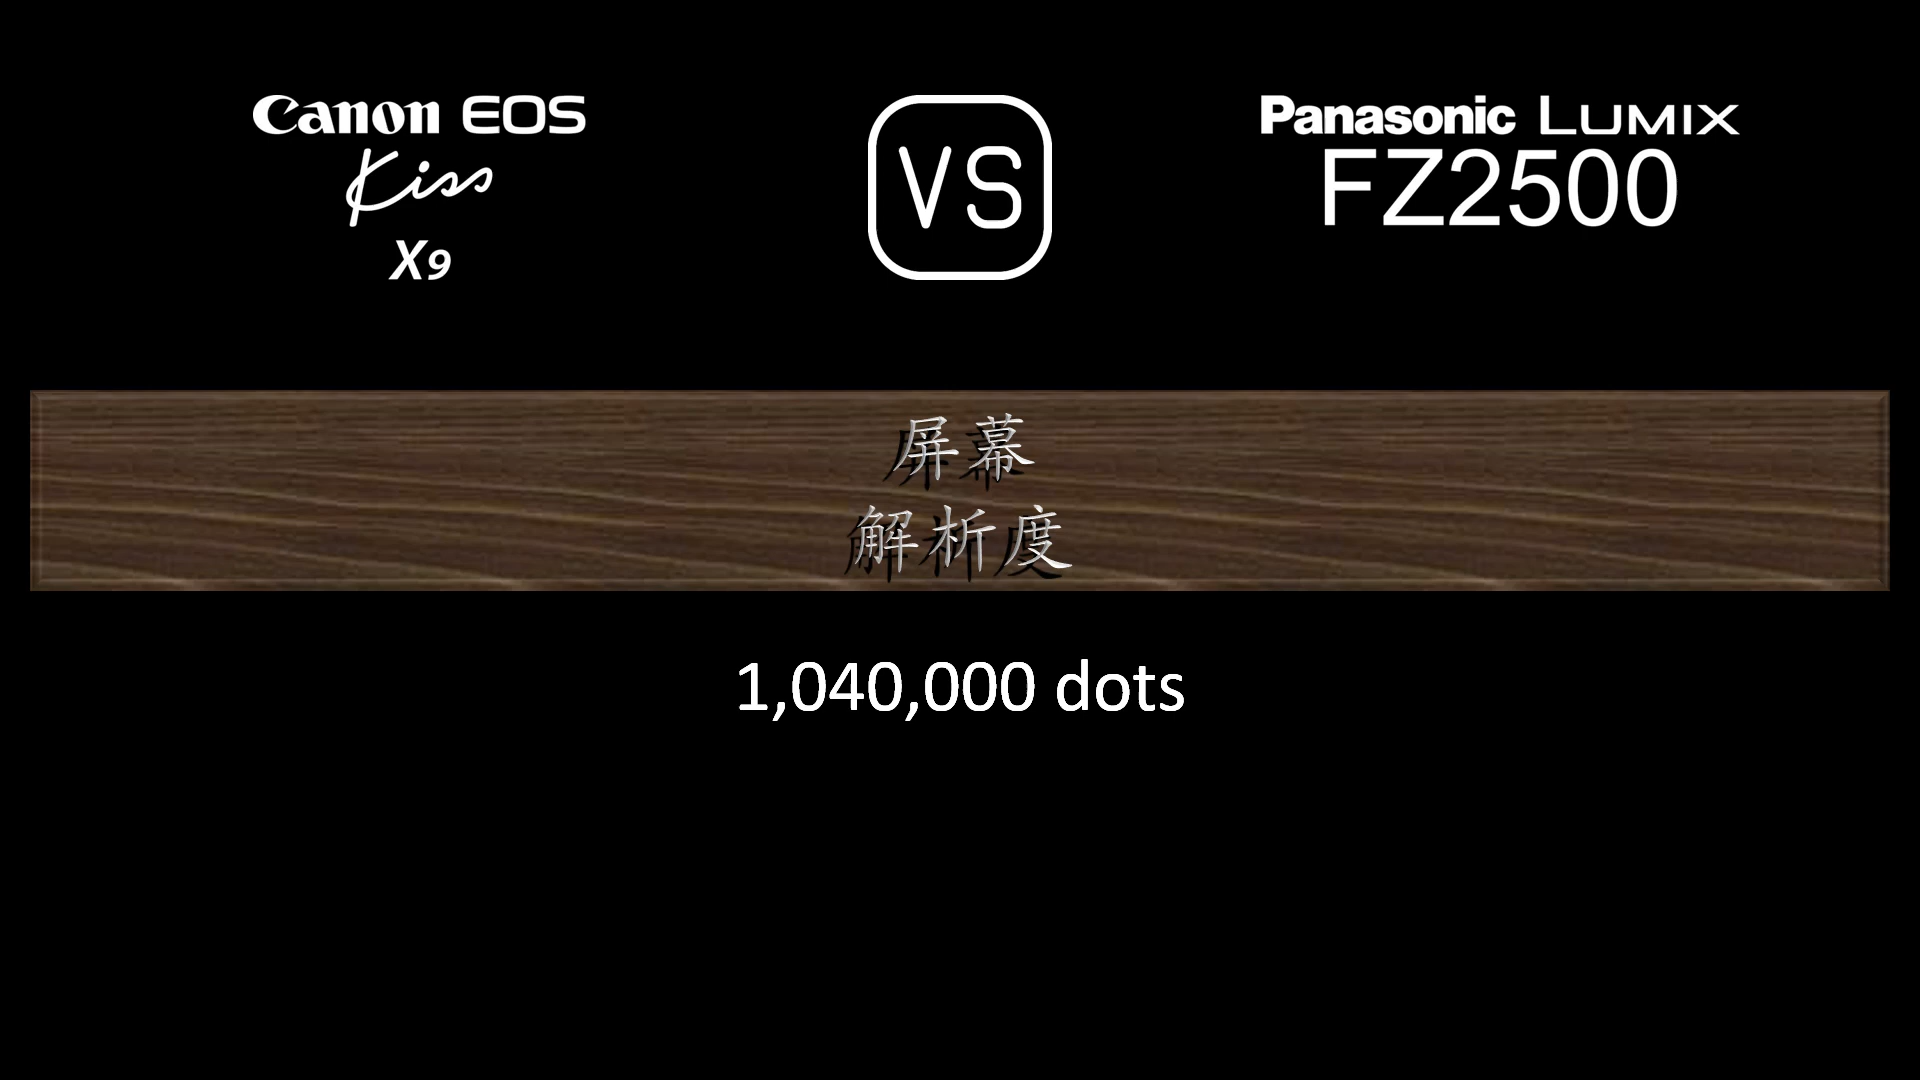 Canon EOS
Kiss
X9
VS
Panasonic LUMIX
FZ2500
屏幕
解析度
1,040,000 dots